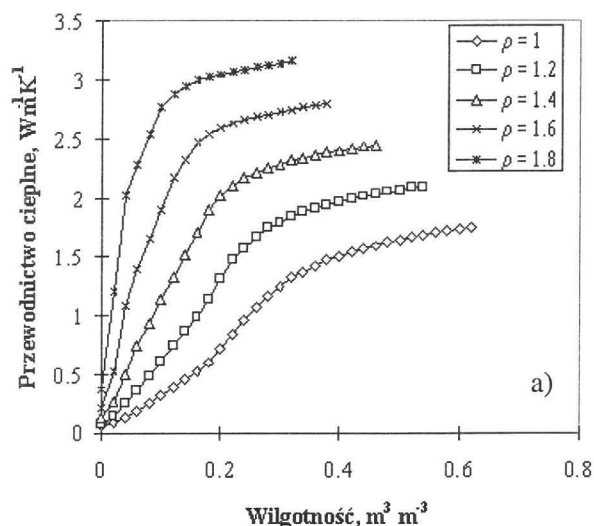 Przewodnictwo cieplne, Wm⁻¹K⁻¹
3.5
3
2.5
2
1.5
1
0.5
0
0
0.2
0.4
0.6
0.8
Wilgotność, m³ m⁻³
ρ = 1
ρ = 1.2
ρ = 1.4
ρ = 1.6
ρ = 1.8
a)